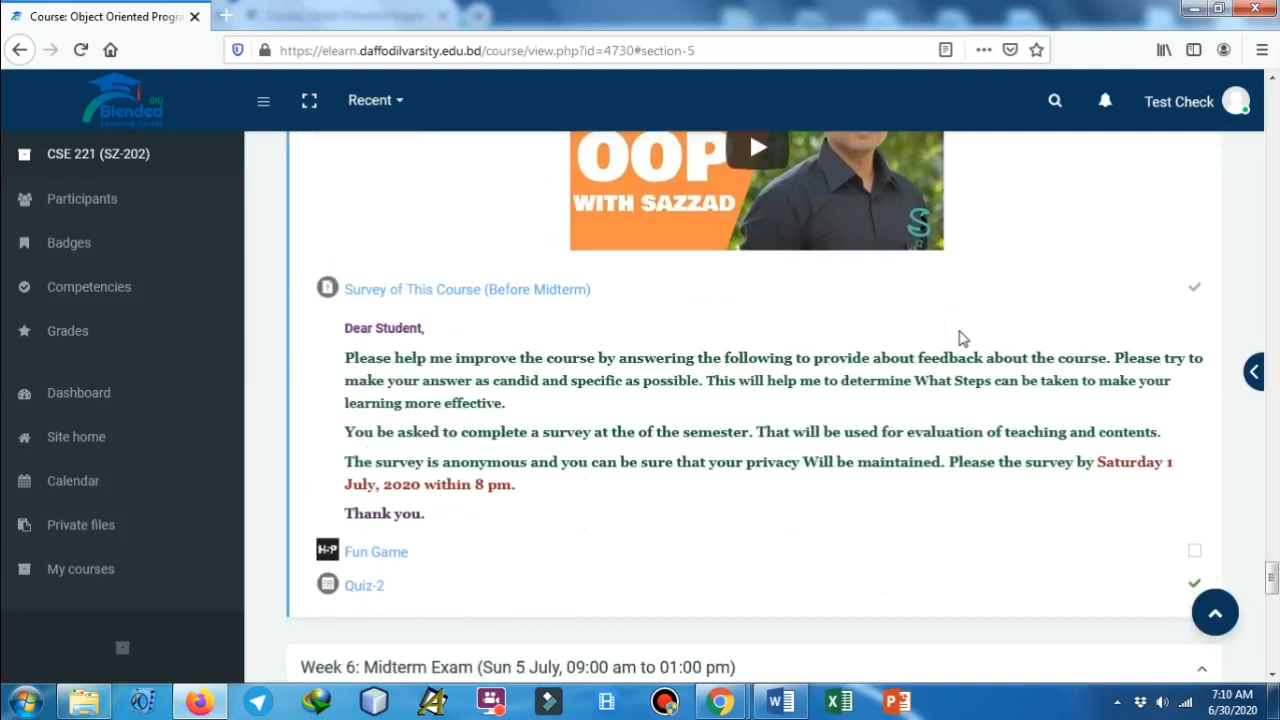 Course: Object Oriented Progra
https://elearn.daffodilvarsity.edu.bd/course/view.php?id=4730#section-5
DIU
Blended
Learning Center
Recent
Test Check
CSE 221 (SZ-202)
Participants
Badges
Competencies
Grades
Dashboard
Site home
Calendar
Private files
My courses
OOP
WITH SAZZAD
Survey of This Course (Before Midterm)
Dear Student,
Please help me improve the course by answering the following to provide about feedback about the course. Please try to
make your answer as candid and specific as possible. This will help me to determine What Steps can be taken to make your
learning more effective.
You be asked to complete a survey at the of the semester. That will be used for evaluation of teaching and contents.
The survey is anonymous and you can be sure that your privacy Will be maintained. Please the survey by Saturday 1
July, 2020 within 8 pm.
Thank you.
H-P Fun Game
Quiz-2
Week 6: Midterm Exam (Sun 5 July, 09:00 am to 01:00 pm)
7:10 AM
6/30/2020